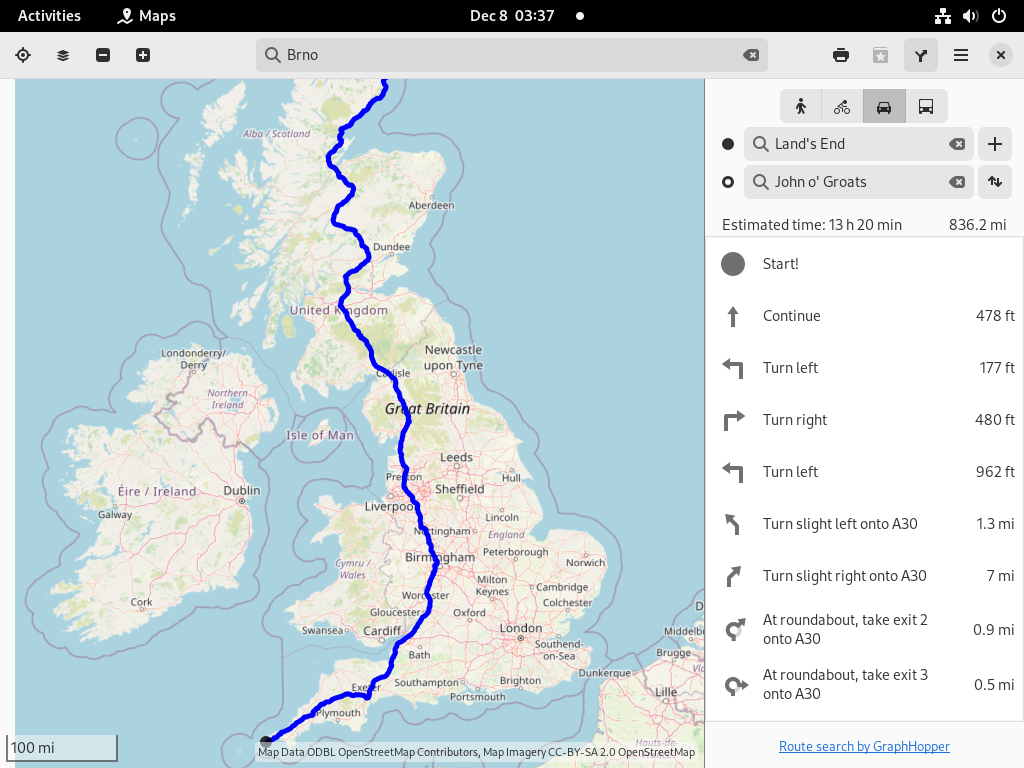 Activities
Maps
Dec 8 03:37
Brno
Alba / Scotland
Aberdeen
Dundee
United Kingdom
Londonderry/
Derry
Newcastle
upon Tyne
Carlisle
Northern
Ireland
Great Britain
Isle of Man
Leeds
Preston
Hull
Sheffield
Éire / Ireland
Dublin
Liverpool
Galway
Lincoln
Nottingham
England
Birmingham
Peterborough
Norwich
Cymru /
Wales
Milton
Keynes
Cambridge
Worcester
Colchester
Cork
Gloucester
Oxford
Swansea
Cardiff
London
Southend-
on-Sea
Bath
Middelbu
Brugge
Dunkerque
Exeter
Southampton
Brighton
Portsmouth
Lille
Plymouth
Hauts-de-
100 mi
Map Data ODBL OpenStreetMap Contributors, Map Imagery CC-BY-SA 2.0 OpenStreetMap
Land's End
John o' Groats
Estimated time: 13 h 20 min
836.2 mi
Start!
Continue 478 ft
Turn left 177 ft
Turn right 480 ft
Turn left 962 ft
Turn slight left onto A30 1.3 mi
Turn slight right onto A30 7 mi
At roundabout, take exit 2
onto A30 0.9 mi
At roundabout, take exit 3
onto A30 0.5 mi
Route search by GraphHopper